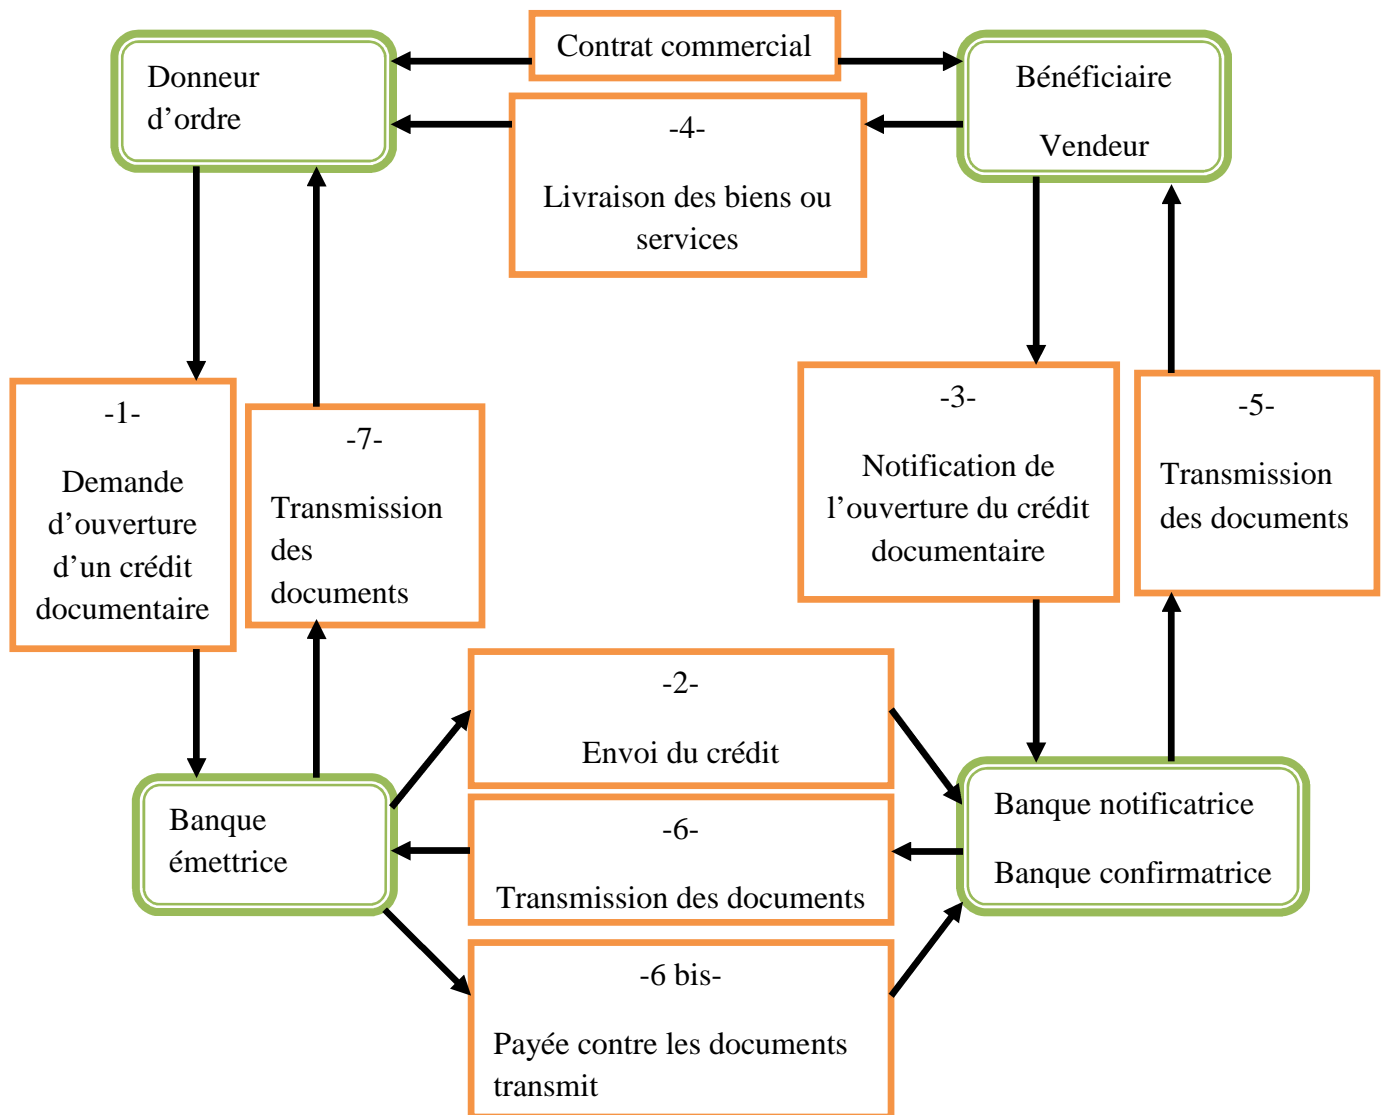 Contrat commercial
Donneur
d’ordre
Bénéficiaire
Vendeur
-4-
Livraison des biens ou
services
-1-
Demande
d’ouverture
d’un crédit
documentaire
-7-
Transmission
des
documents
-3-
Notification de
l’ouverture du crédit
documentaire
-5-
Transmission
des documents
-2-
Envoi du crédit
Banque
émettrice
-6-
Transmission des documents
Banque notificatrice
Banque confirmatrice
-6 bis-
Payée contre les documents
transmit